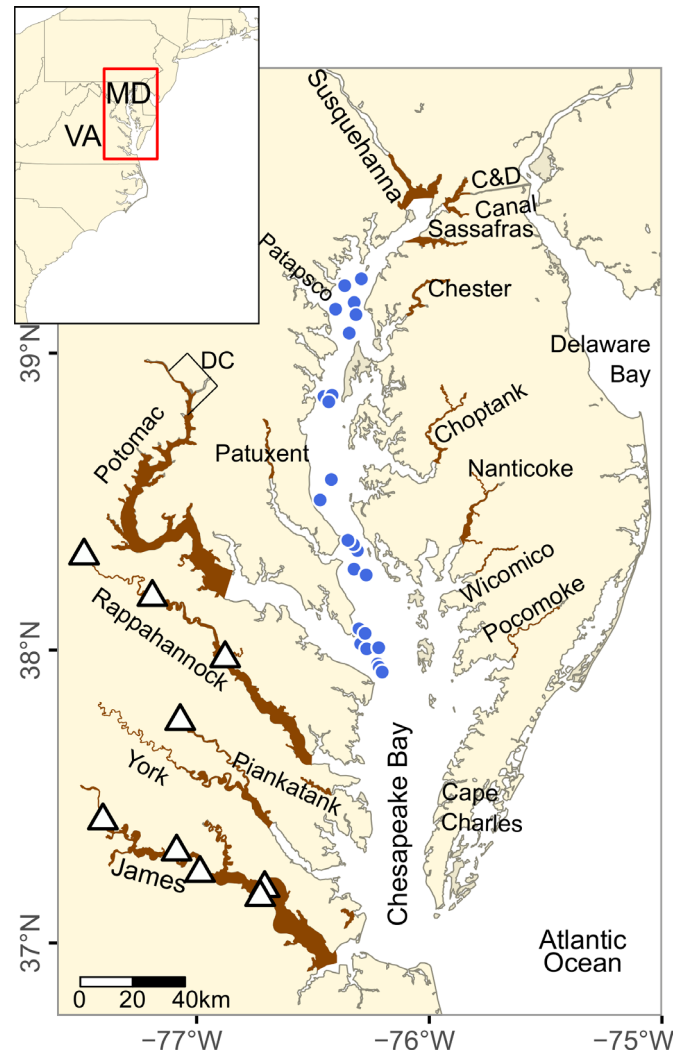 MD
VA
Susquehanna
C&D
Canal
Sassafras
Patapsco
Chester
39°N
DC
Delaware
Bay
Potomac
Patuxent
Choptank
Nanticoke
Wicomico
Rappahannock
Pocomoke
38°N
York
Piankatank
Chesapeake Bay
Cape
Charles
James
37°N
Atlantic
Ocean
0 20 40km
−77°W −76°W −75°W